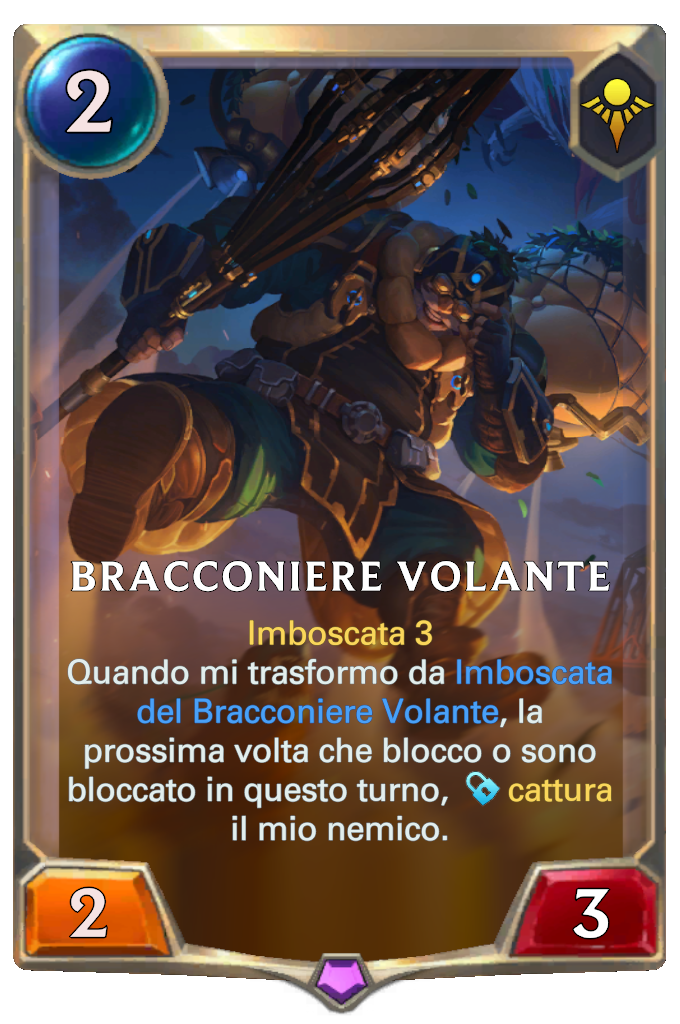 2
BRACCONIERE VOLANTE
Imboscata 3
Quando mi trasformo da Imboscata
del Bracconiere Volante, la
prossima volta che blocco o sono
bloccato in questo turno, cattura
il mio nemico.
2
3